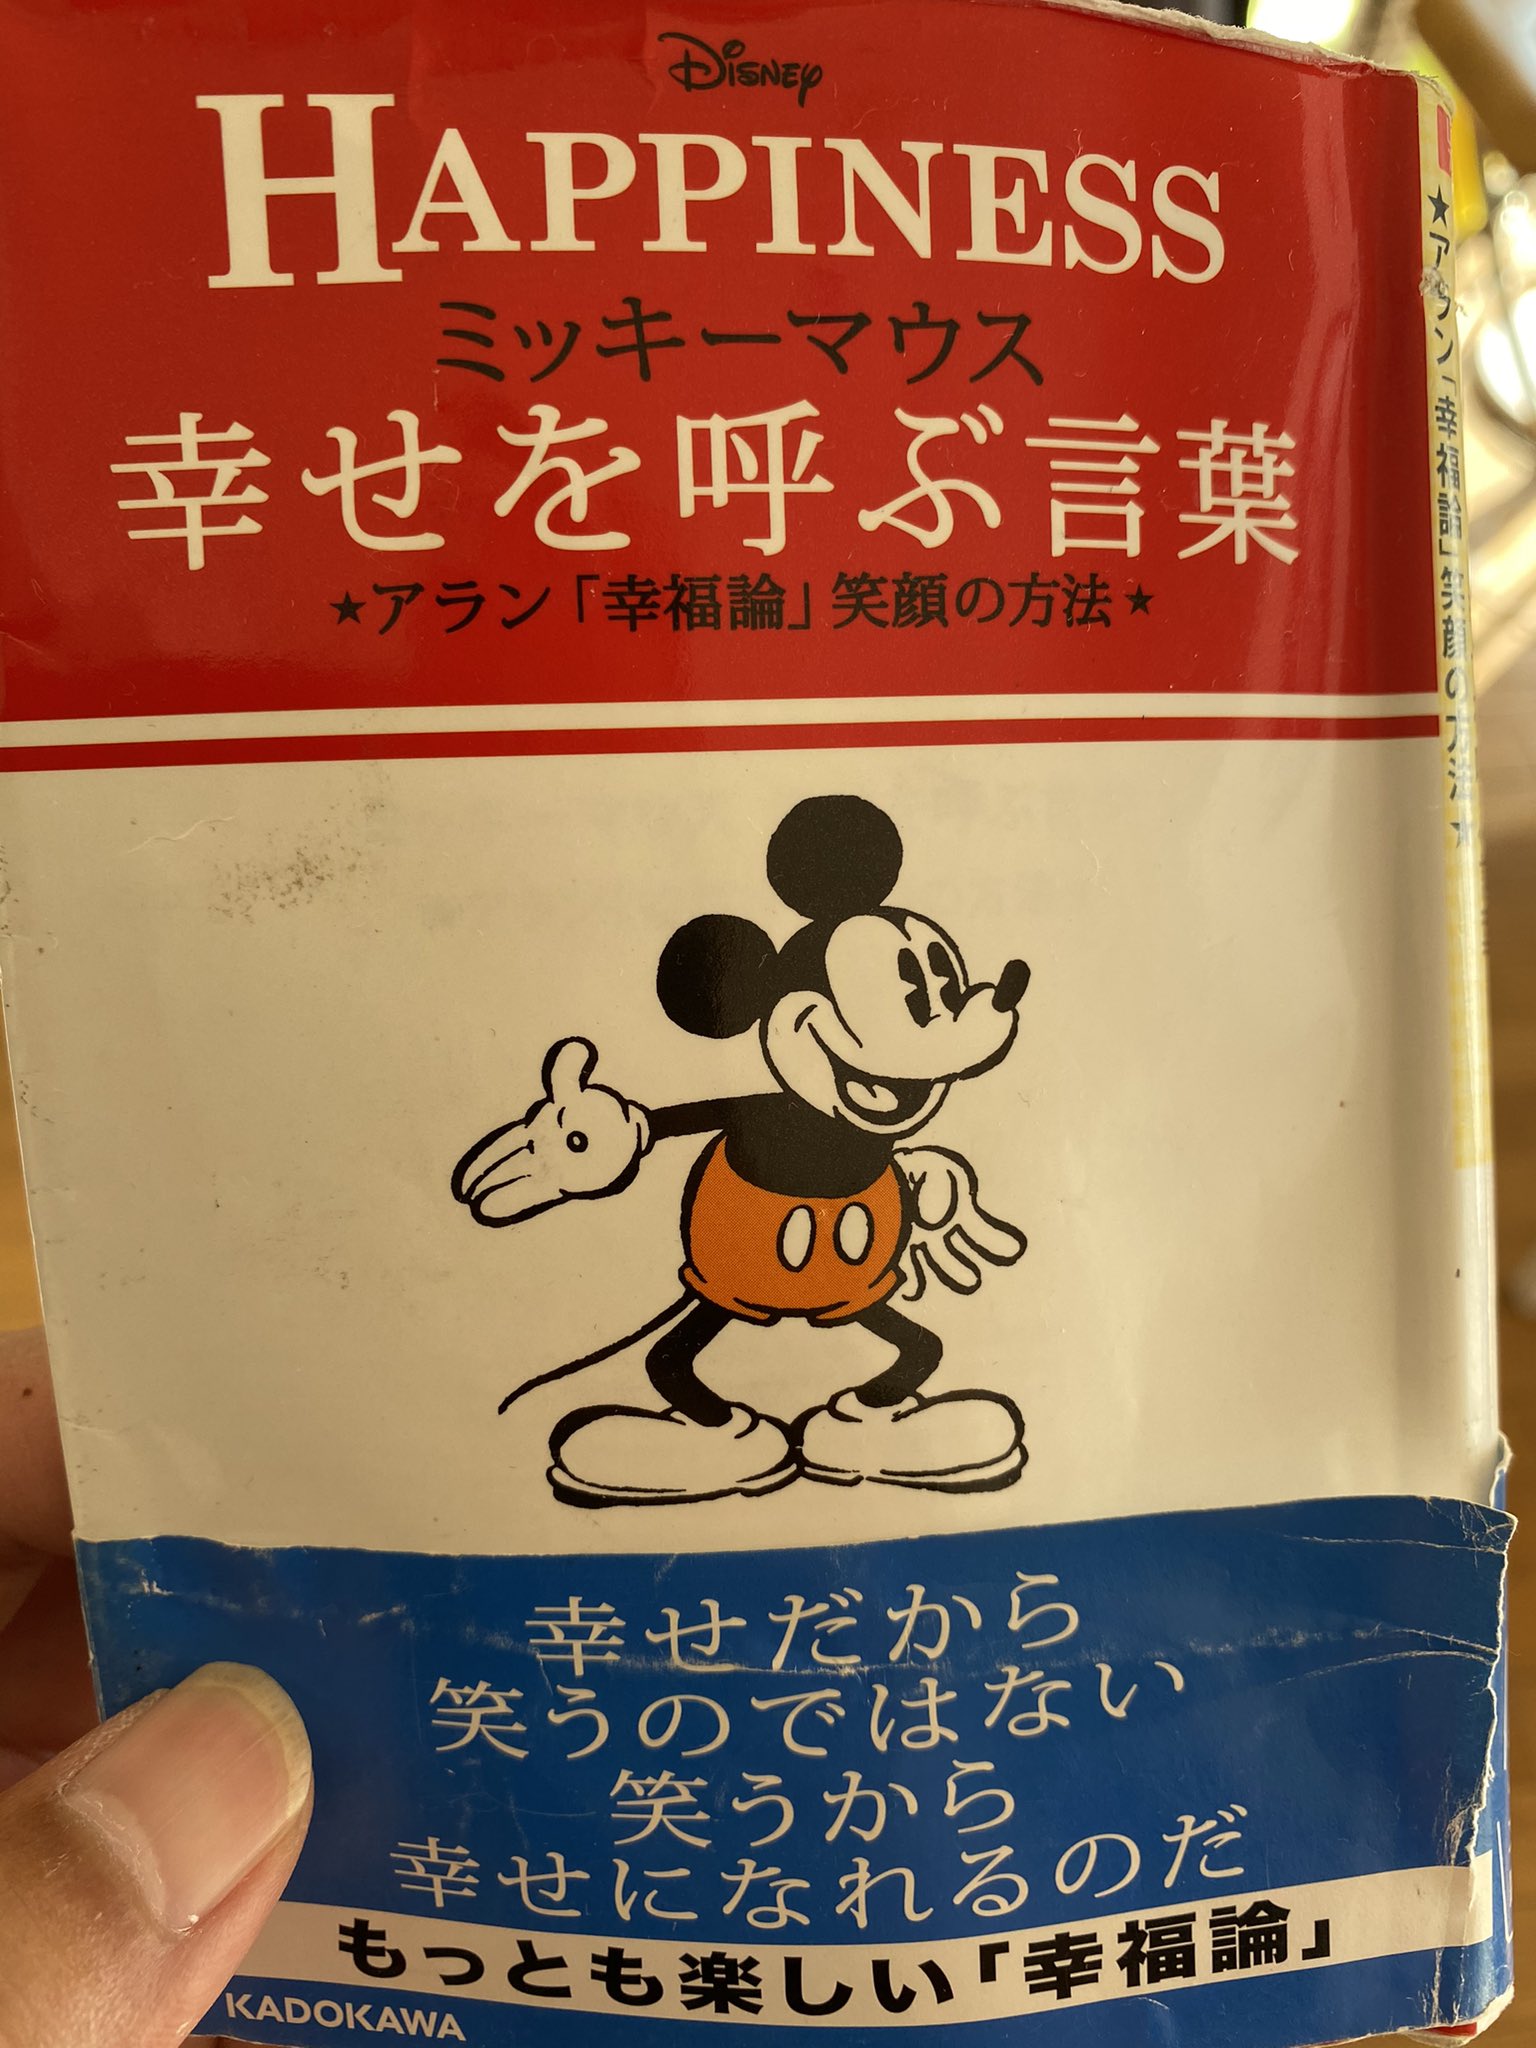 Disney
HAPPINESS
ミッキーマウス
幸せを呼ぶ言葉
★アラン「幸福論」笑顔の方法★
幸せだから
笑うのではない
笑うから
幸せになれるのだ
もっとも楽しい「幸福論」
KADOKAWA
★アラン「幸福論」笑顔の方法★